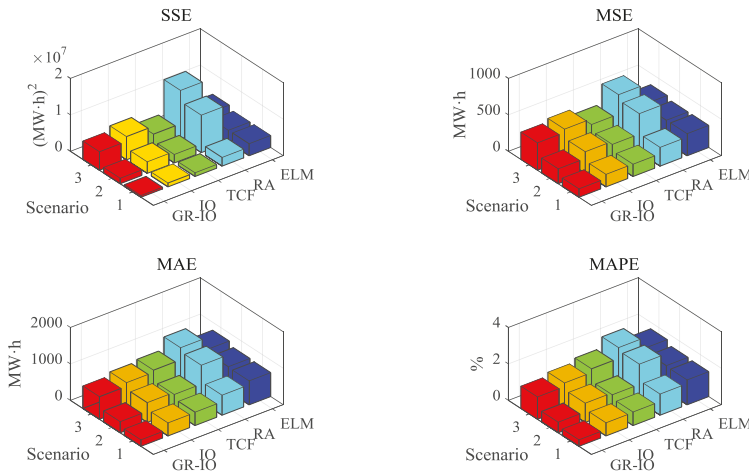 SSE
×10⁷
2
1
0
(MW·h)²
3
2
1
Scenario
GR-IO
IO
TCF
RA
ELM
MSE
1000
500
0
MW·h
3
2
1
Scenario
GR-IO
IO
TCF
RA
ELM
MAE
2000
1000
0
MW·h
3
2
1
Scenario
GR-IO
IO
TCF
RA
ELM
MAPE
4
2
0
%
3
2
1
Scenario
GR-IO
IO
TCF
RA
ELM